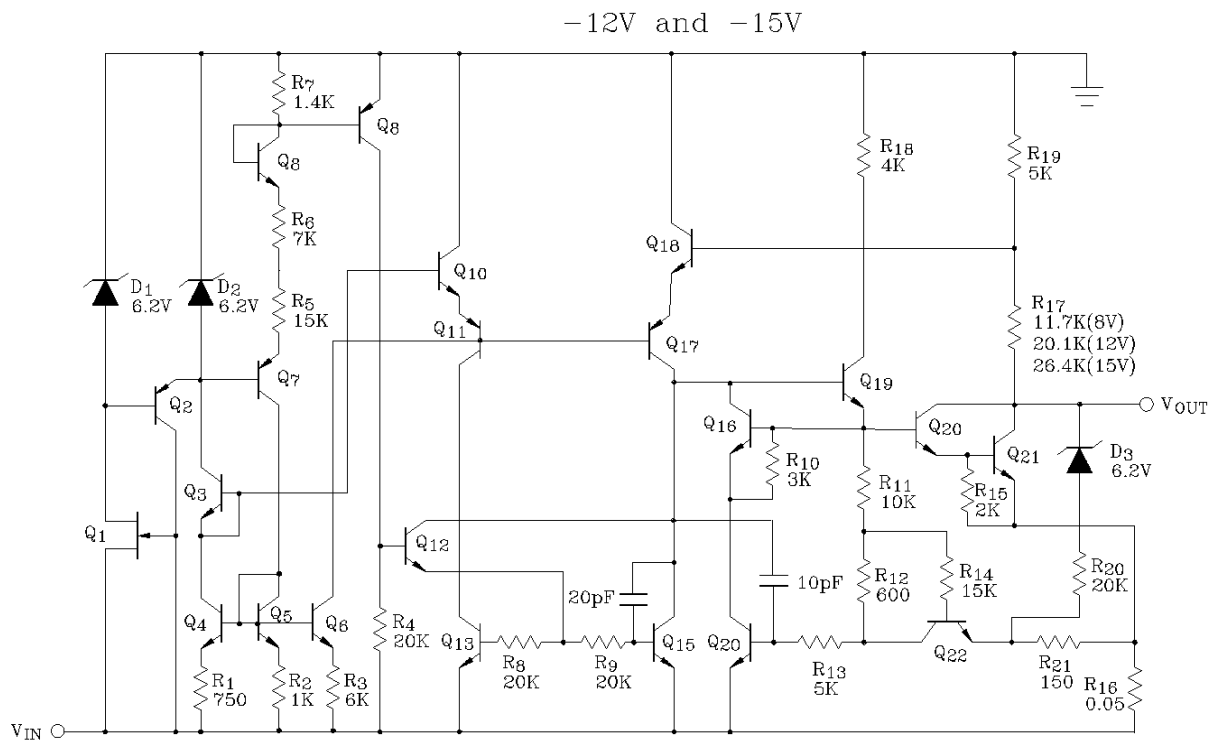 -12V and -15V
R7
1.4K
Q8
Q8
R18
4K
R19
5K
R6
7K
Q18
Q10
D1
6.2V
D2
6.2V
R5
15K
R17
11.7K(8V)
20.1K(12V)
26.4K(15V)
Q11
Q17
Q7
Q19
Q2
VOUT
Q16
Q20
Q21
D3
6.2V
R10
3K
R11
10K
R15
2K
Q3
Q1
Q12
10pF
R12
600
R14
15K
R20
20K
20pF
Q4
Q5
Q6
R4
20K
Q13
R8
20K
R9
20K
Q15
Q20
R13
5K
Q22
R21
150
R1
750
R2
1K
R3
6K
R16
0.05
VIN